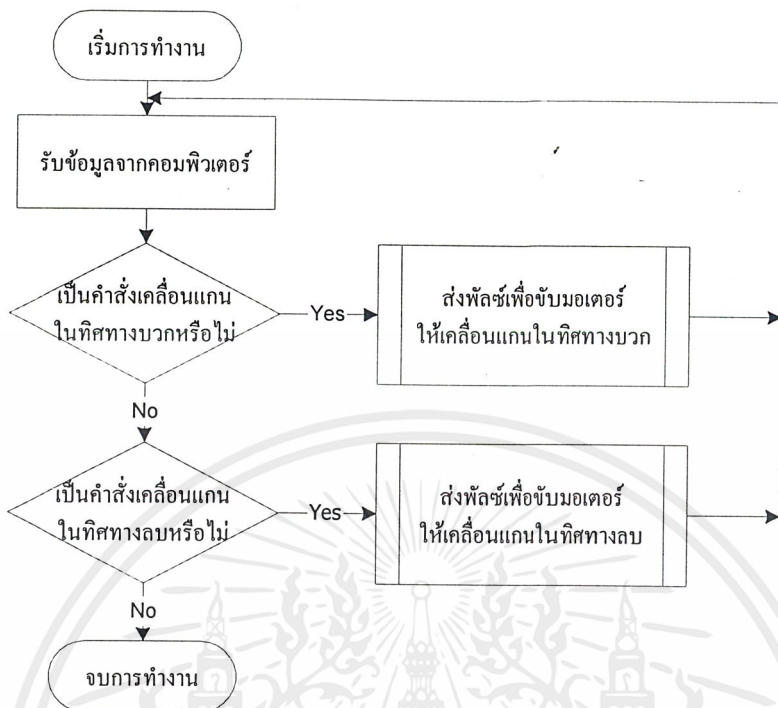 เริ่มการทำงาน
รับข้อมูลจากคอมพิวเตอร์
เป็นคำสั่งเคลื่อนแกน
ในทิศทางบวกหรือไม่
Yes
ส่งพัลซ์เพื่อขับมอเตอร์
ให้เคลื่อนแกนในทิศทางบวก
No
เป็นคำสั่งเคลื่อนแกน
ในทิศทางลบหรือไม่
Yes
ส่งพัลซ์เพื่อขับมอเตอร์
ให้เคลื่อนแกนในทิศทางลบ
No
จบการทำงาน